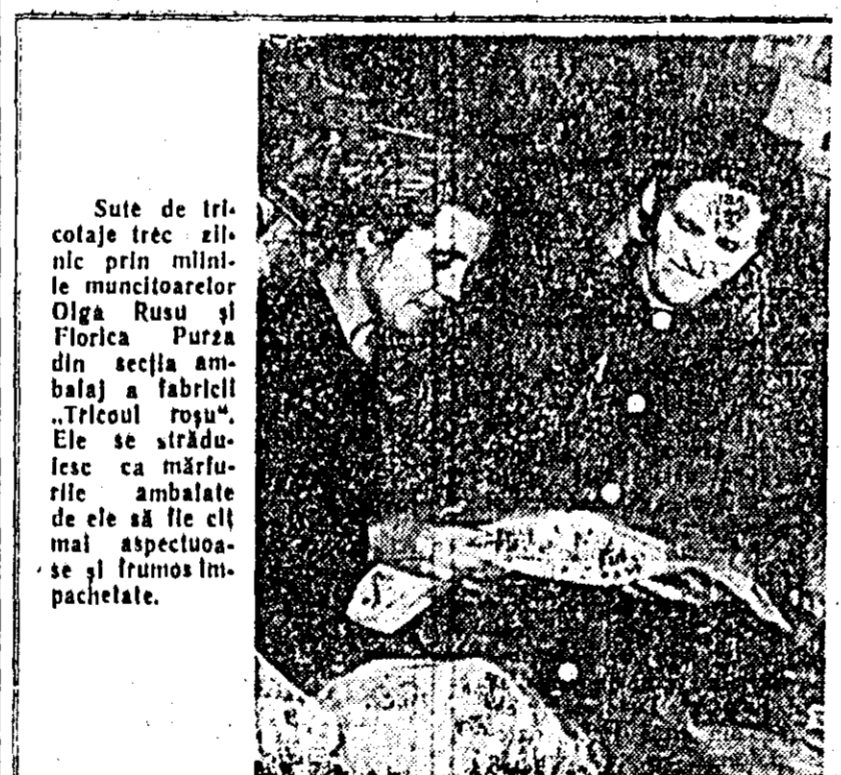 Sute de tri-
cotaje trec zil-
nic prin mîini-
le muncitoarelor
Olga Rusu și
Florica Purza
din secția am-
balaj a fabricii
„Tricoul roșu“.
Ele se strădu-
iesc ca mărfu-
rile ambalate
de ele să fie cît
mai aspectuoa-
se și frumos îm-
pachetate.